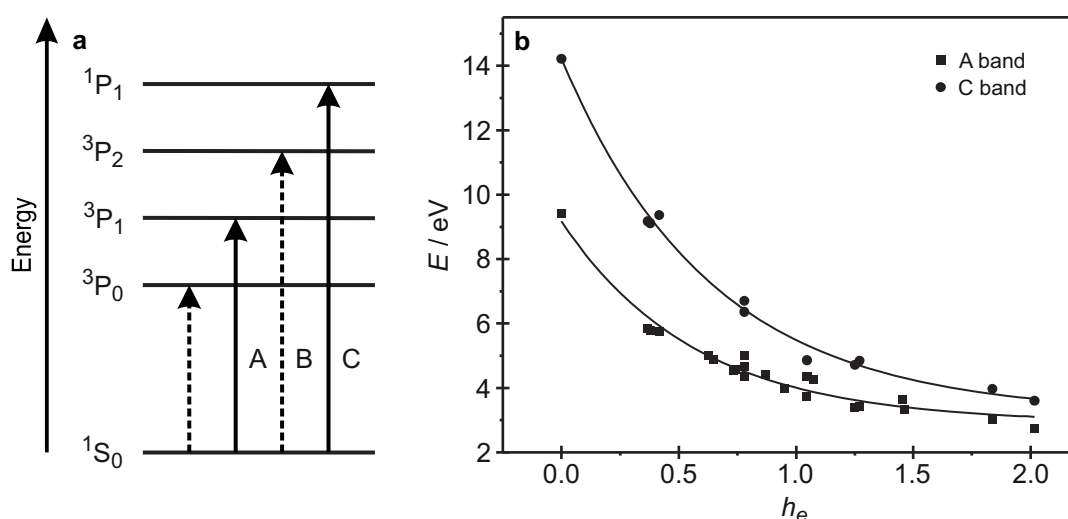 a
Energy
¹P₁
³P₂
³P₁
³P₀
¹S₀
A B C
b
A band
C band
E / eV
14
12
10
8
6
4
2
0.0 0.5 1.0 1.5 2.0
hₑ